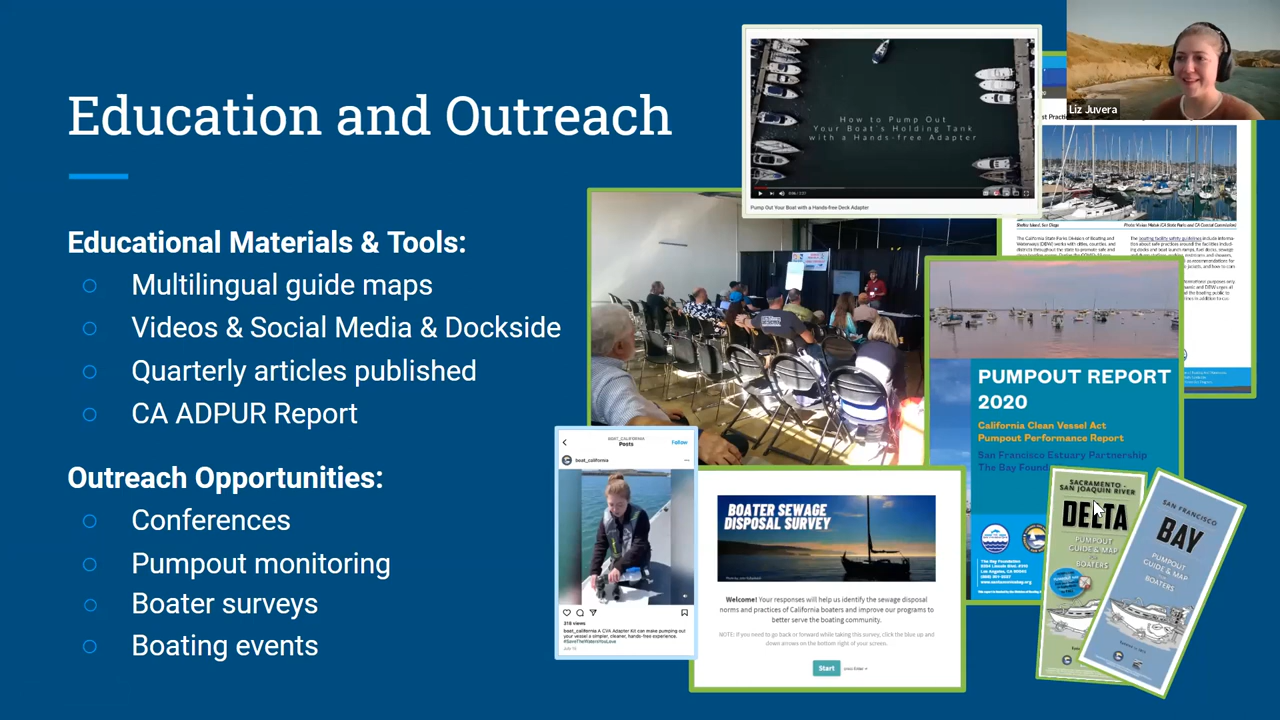 Education and Outreach
Educational Materials & Tools:
Multilingual guide maps
Videos & Social Media & Dockside
Quarterly articles published
CA ADPUR Report
Outreach Opportunities:
Conferences
Pumpout monitoring
Boater surveys
Boating events
How to Pump Out
Your Boat's Holding Tank
with a Hands-free Adapter
Pump Out Your Boat with a Hands-free Deck Adapter
Liz Juvera
PUMPOUT REPORT
2020
California Clean Vessel Act
Pumpout Performance Report
San Francisco Estuary Partnership
The Bay
BOAT_CALIFORNIA
Posts
Follow
boat_california
318 views
boat_california A CVA Adapter Kit can make pumping out
your vessel a simpler, cleaner, hands-free experience.
#SaveTheWaterYouLove
BOATER SEWAGE
DISPOSAL SURVEY
Welcome! Your responses will help us identify the sewage disposal
norms and practices of California boaters and improve our programs to
better serve the boating community.
NOTE: If you need to go back or forward while taking this survey, click the blue up and
down arrows on the bottom right of your screen.
Start
SACRAMENTO -
SAN JOAQUIN RIVER
DELTA
PUMPOUT
GUIDE & MAP
BOATERS
SAN FRANCISCO
BAY
PUMPOUT
GUIDE & MAP
BOATERS